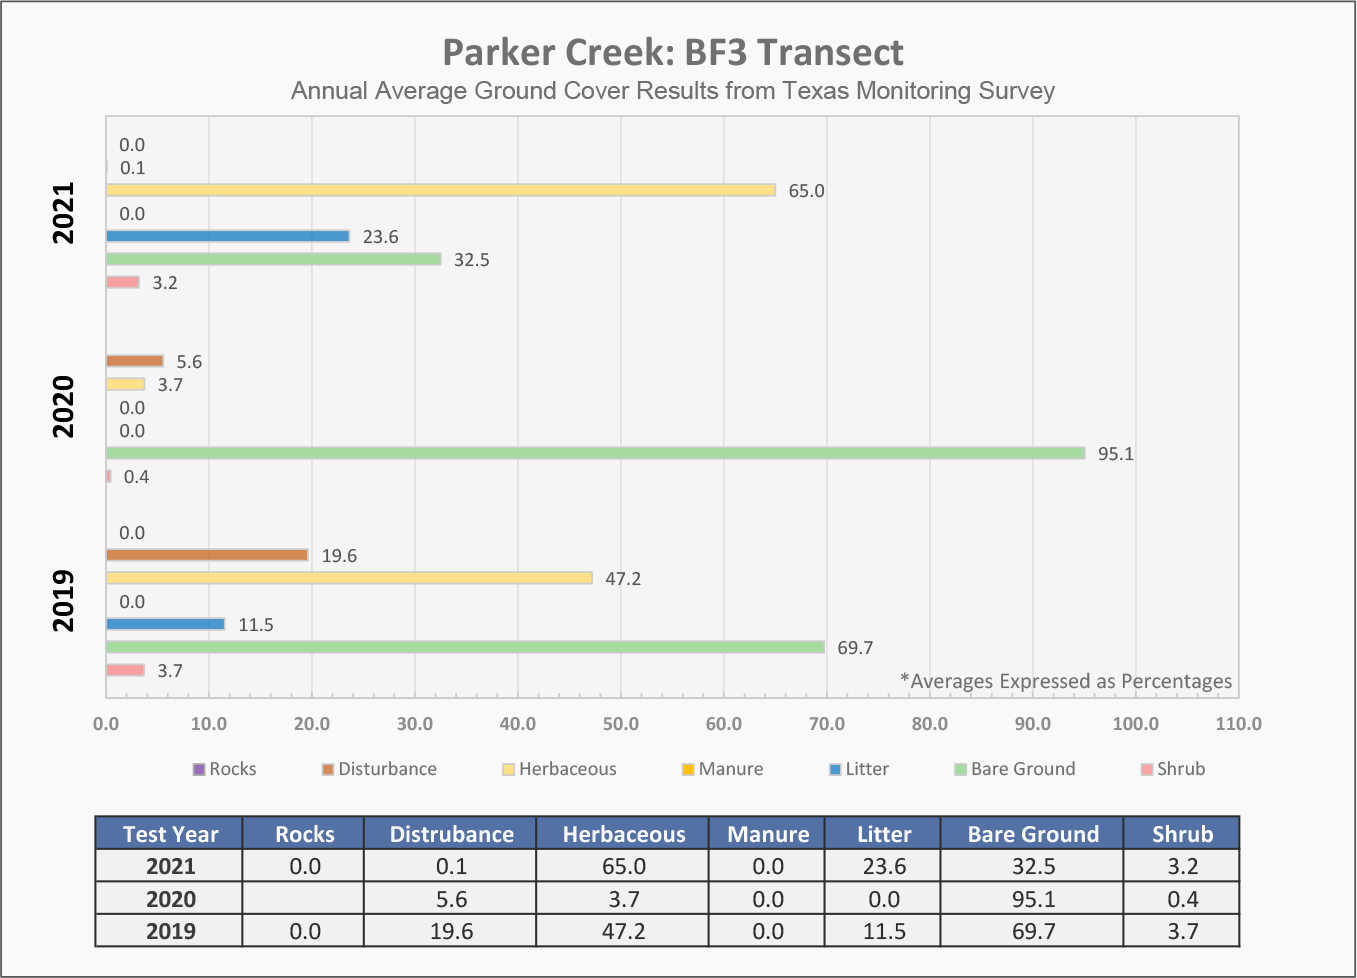 Parker Creek: BF3 Transect
Annual Average Ground Cover Results from Texas Monitoring Survey
2021
0.0
0.1
65.0
0.0
23.6
32.5
3.2
2020
5.6
3.7
0.0
0.0
95.1
0.4
2019
0.0
19.6
47.2
0.0
11.5
69.7
3.7
*Averages Expressed as Percentages
0.0 10.0 20.0 30.0 40.0 50.0 60.0 70.0 80.0 90.0 100.0 110.0
Rocks Disturbance Herbaceous Manure Litter Bare Ground Shrub
Test Year Rocks Distrubance Herbaceous Manure Litter Bare Ground Shrub
2021 0.0 0.1 65.0 0.0 23.6 32.5 3.2
2020 5.6 3.7 0.0 0.0 95.1 0.4
2019 0.0 19.6 47.2 0.0 11.5 69.7 3.7